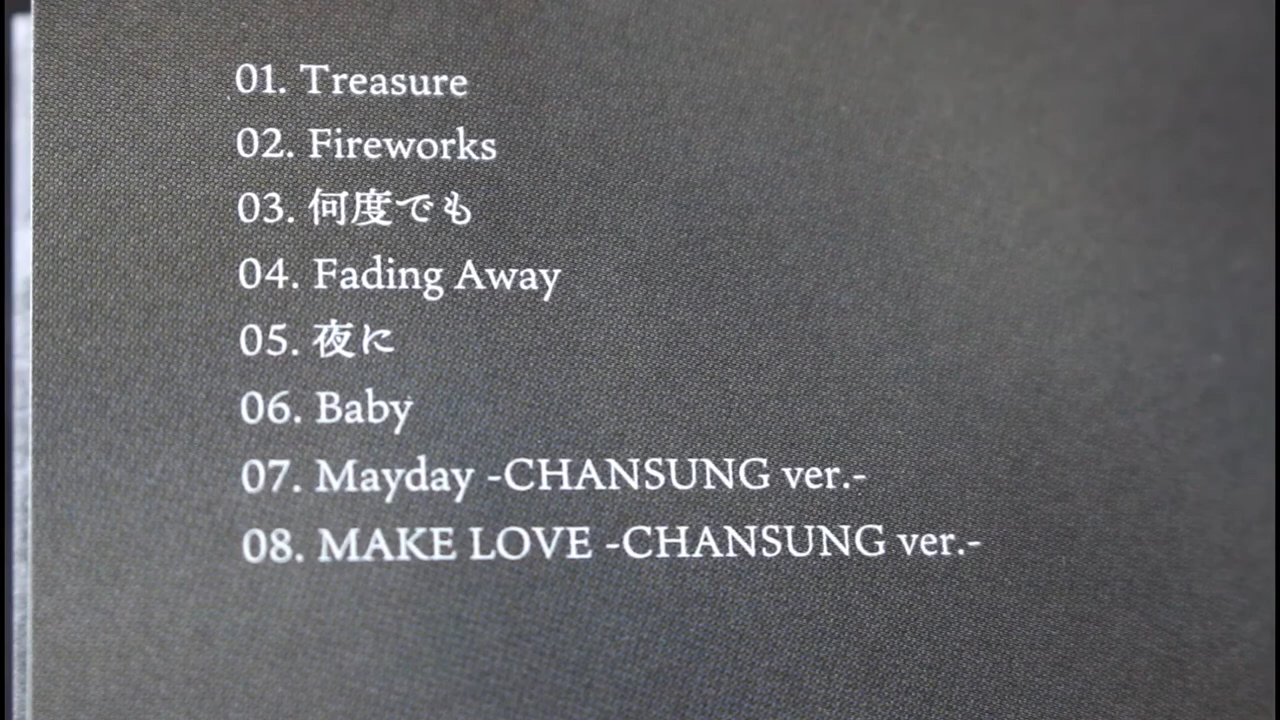 01. Treasure
02. Fireworks
03. 何度でも
04. Fading Away
05. 夜に
06. Baby
07. Mayday -CHANSUNG ver.-
08. MAKE LOVE -CHANSUNG ver.-